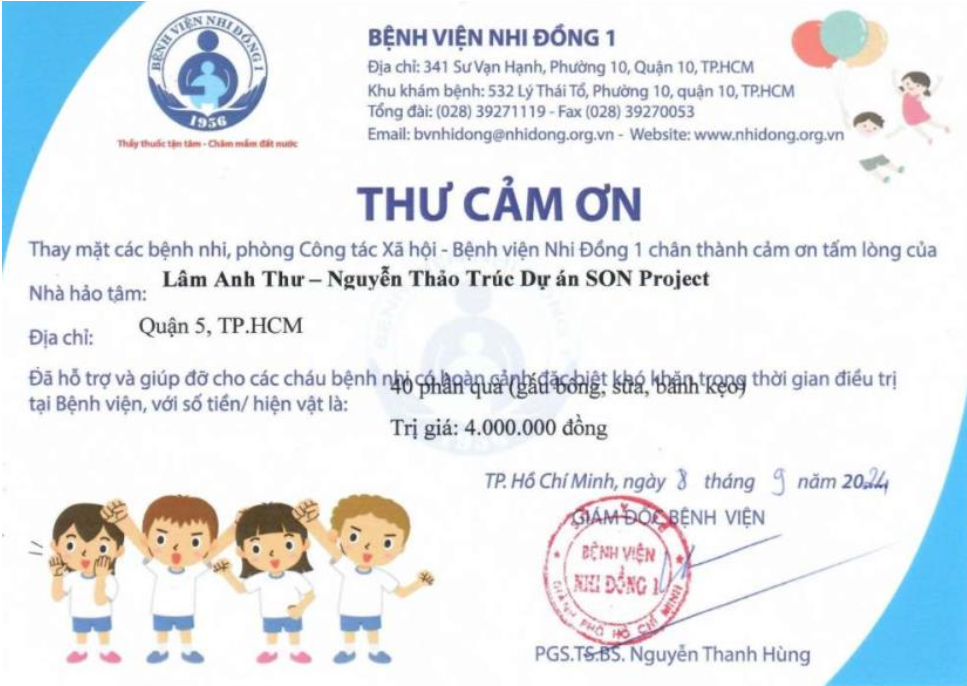 BỆNH VIỆN NHI ĐỒNG 1
1956
Thầy thuốc tận tâm - Chăm mầm đất nước
BỆNH VIỆN NHI ĐỒNG 1
Địa chỉ: 341 Sư Vạn Hạnh, Phường 10, Quận 10, TP.HCM
Khu khám bệnh: 532 Lý Thái Tổ, Phường 10, quận 10, TP.HCM
Tổng đài: (028) 39271119 - Fax (028) 39270053
Email: bvnhidong@nhidong.org.vn - Website: www.nhidong.org.vn
THƯ CẢM ƠN
Thay mặt các bệnh nhi, phòng Công tác Xã hội - Bệnh viện Nhi Đồng 1 chân thành cảm ơn tấm lòng của
Nhà hảo tâm: Lâm Anh Thư – Nguyễn Thảo Trúc Dự án SON Project
Địa chỉ: Quận 5, TP.HCM
Đã hỗ trợ và giúp đỡ cho các cháu bệnh nhi có hoàn cảnh đặc biệt khó khăn trong thời gian điều trị
40 phần quà (gấu bông, sữa, bánh kẹo)
tại Bệnh viện, với số tiền/ hiện vật là:
Trị giá: 4.000.000 đồng
TP. Hồ Chí Minh, ngày 8 tháng 9 năm 2024
GIÁM ĐỐC BỆNH VIỆN
BỆNH VIỆN
NHI ĐỒNG 1
THÀNH PHỐ HỒ CHÍ MINH
PGS.TS.BS. Nguyễn Thanh Hùng